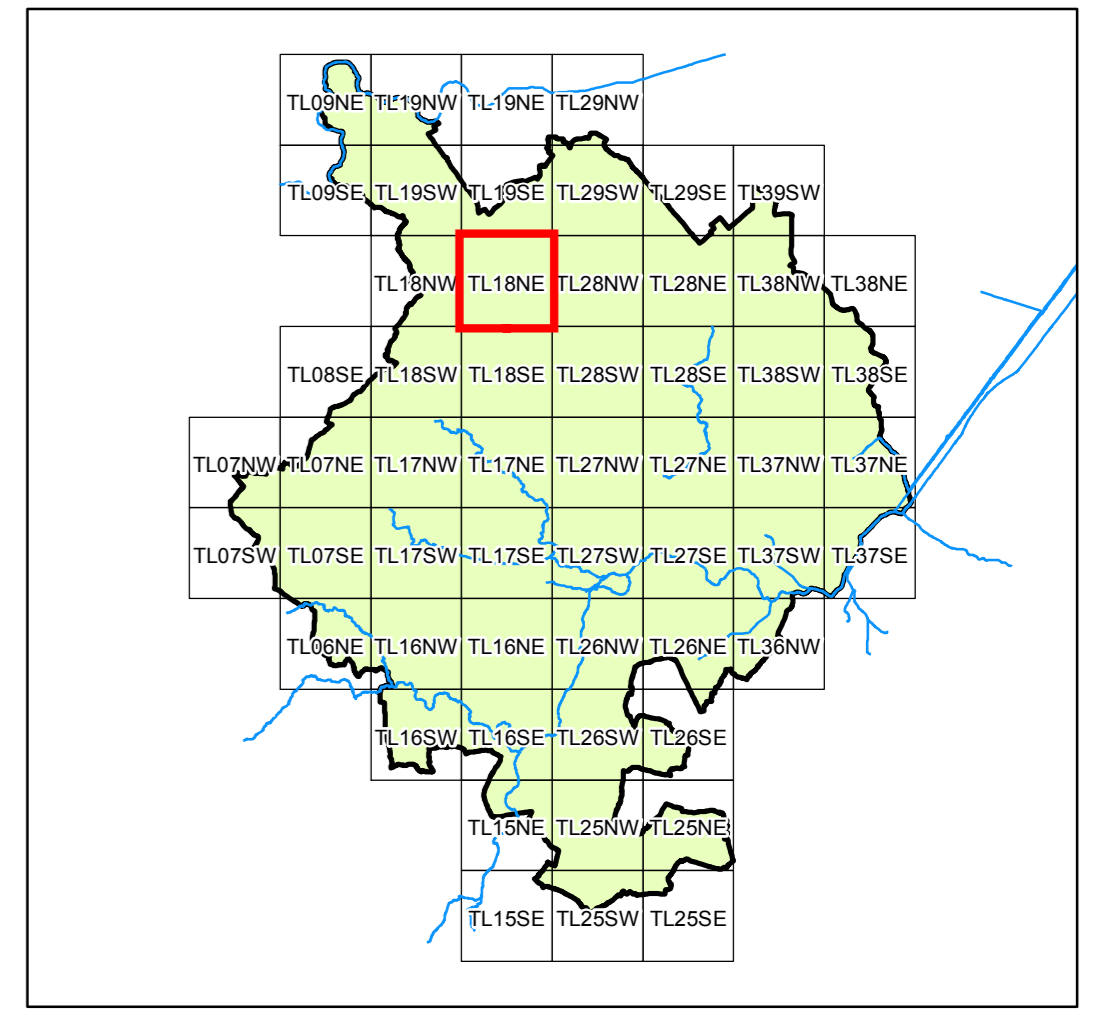 TL09NE TL19NW TL19NE TL29NW
TL09SE TL19SW TL19SE TL29SW TL29SE TL39SW
TL18NW TL18NE TL28NW TL28NE TL38NW TL38NE
TL08SE TL18SW TL18SE TL28SW TL28SE TL38SW TL38SE
TL07NW TL07NE TL17NW TL17NE TL27NW TL27NE TL37NW TL37NE
TL07SW TL07SE TL17SW TL17SE TL27SW TL27SE TL37SW TL37SE
TL06NE TL16NW TL16NE TL26NW TL26NE TL36NW
TL16SW TL16SE TL26SW TL26SE
TL15NE TL25NW TL25NE
TL15SE TL25SW TL25SE